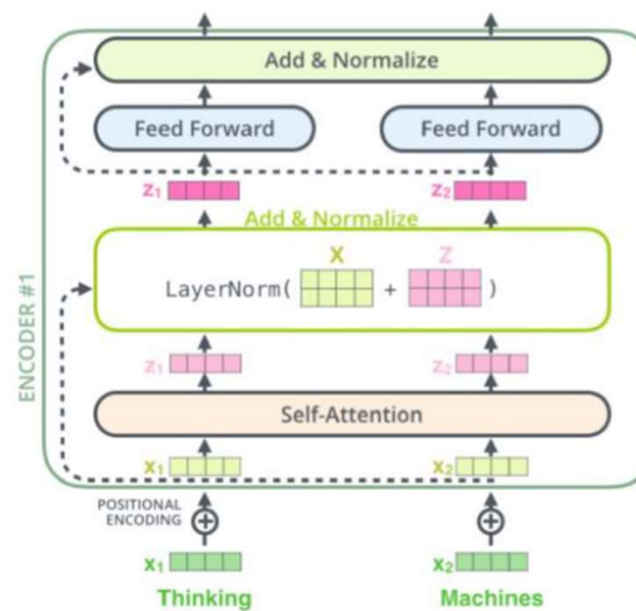 Add & Normalize
Feed Forward
Feed Forward
z₁
z₂
Add & Normalize
X
Z
LayerNorm( + )
z₁
z₂
Self-Attention
x₁
x₂
ENCODER #1
POSITIONAL
ENCODING
x₁
x₂
Thinking
Machines